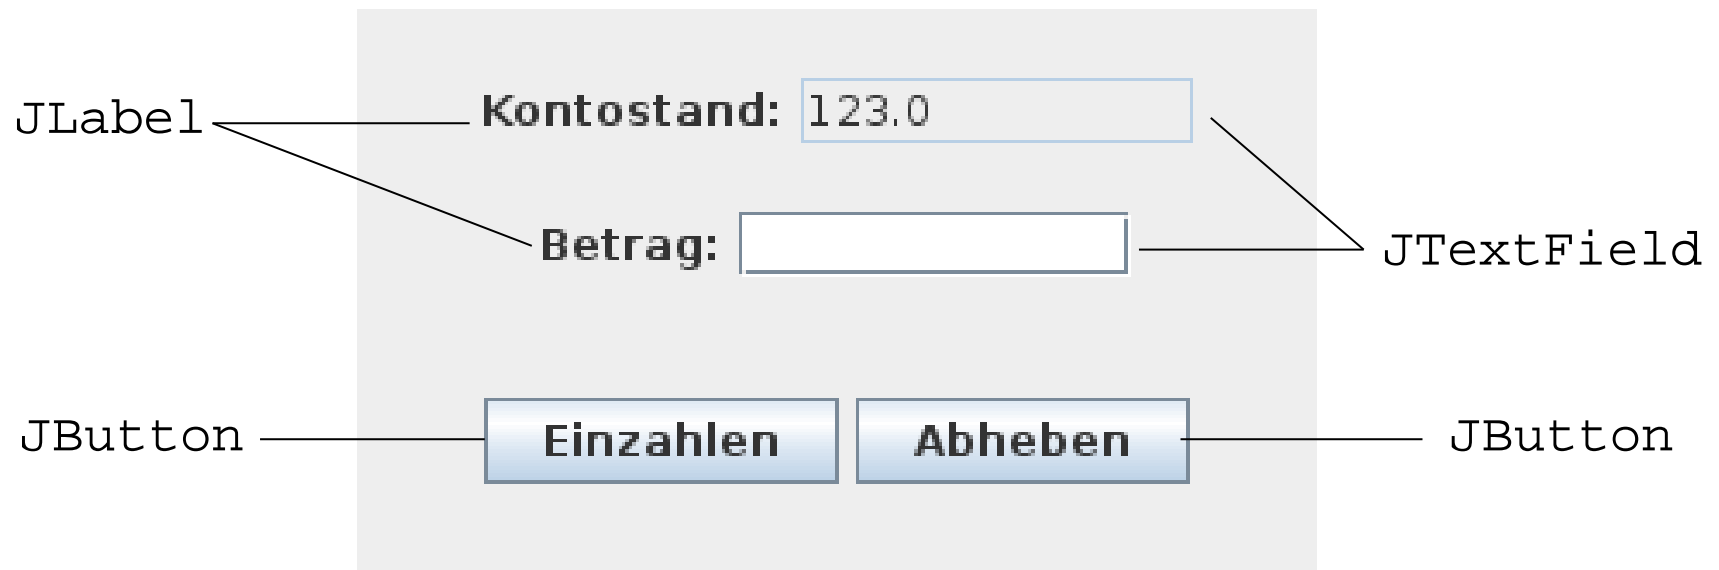 JLabel Kontostand: 123.0
Betrag: JTextField
JButton Einzahlen Abheben JButton